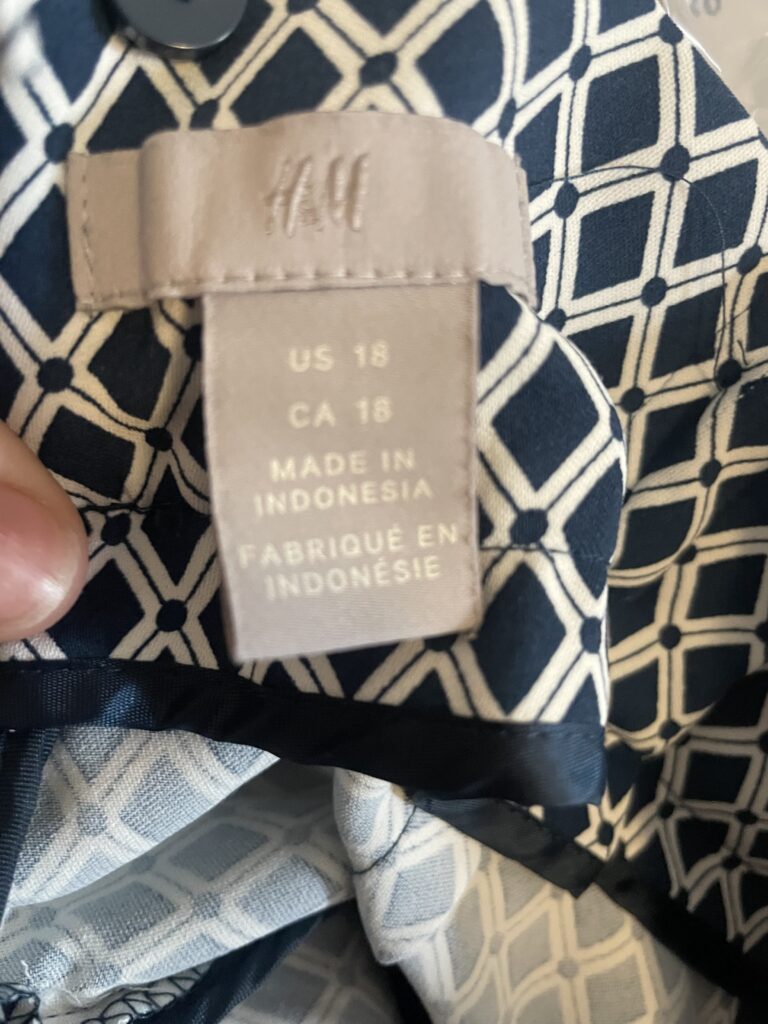 H&M
US 18
CA 18
MADE IN
INDONESIA
FABRIQUÉ EN
INDONÉSIE